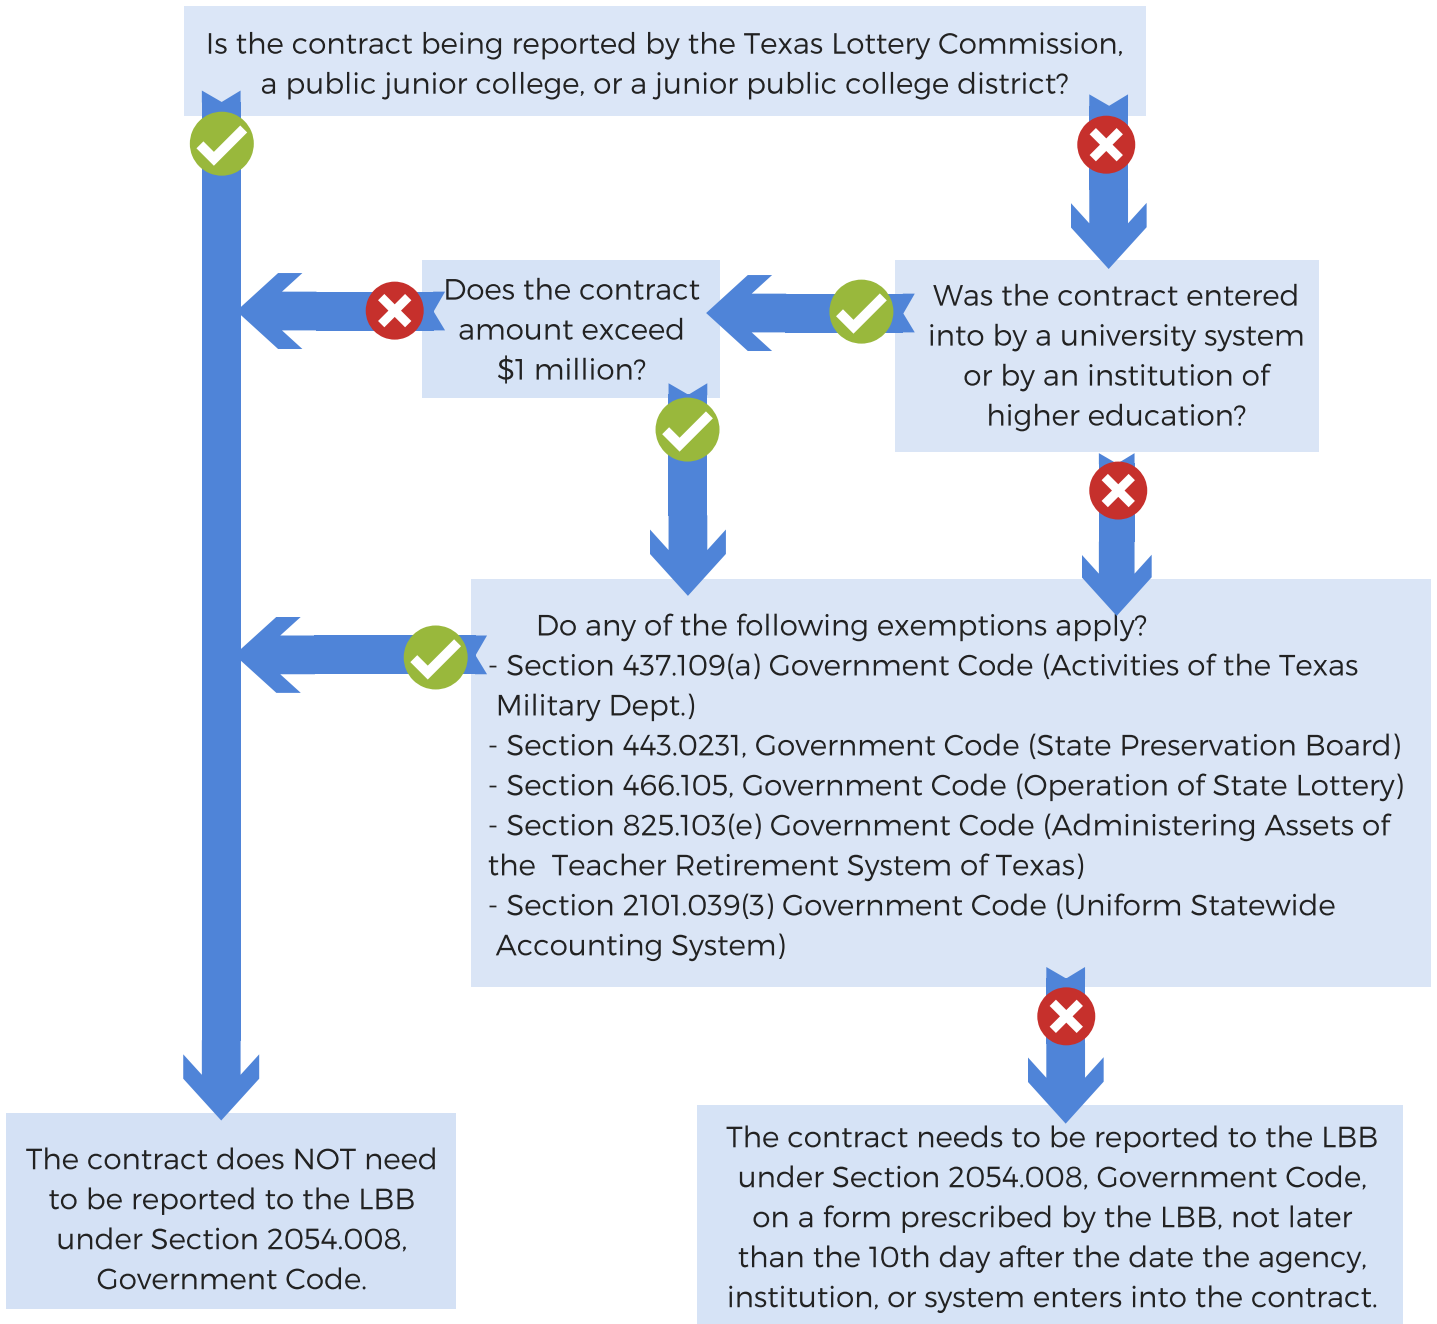 Is the contract being reported by the Texas Lottery Commission,
a public junior college, or a junior public college district?
Does the contract
amount exceed
$1 million?
Was the contract entered
into by a university system
or by an institution of
higher education?
Do any of the following exemptions apply?
- Section 437.109(a) Government Code (Activities of the Texas
Military Dept.)
- Section 443.0231, Government Code (State Preservation Board)
- Section 466.105, Government Code (Operation of State Lottery)
- Section 825.103(e) Government Code (Administering Assets of
the Teacher Retirement System of Texas)
- Section 2101.039(3) Government Code (Uniform Statewide
Accounting System)
The contract does NOT need
to be reported to the LBB
under Section 2054.008,
Government Code.
The contract needs to be reported to the LBB
under Section 2054.008, Government Code,
on a form prescribed by the LBB, not later
than the 10th day after the date the agency,
institution, or system enters into the contract.